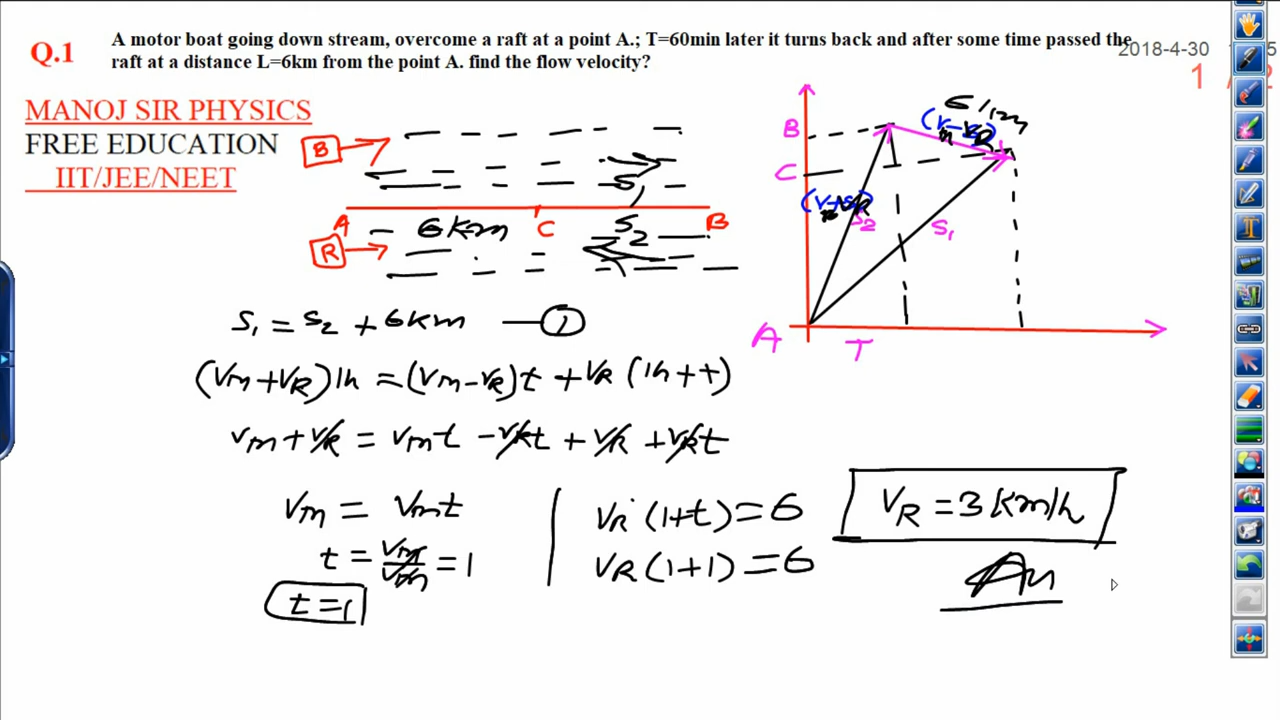 Q.1
A motor boat going down stream, overcome a raft at a point A.; T=60min later it turns back and after some time passed the
raft at a distance L=6km from the point A. find the flow velocity?
2018-4-30
1
MANOJ SIR PHYSICS
FREE EDUCATION
IIT/JEE/NEET
B
S1
A 6km C S2 B
R
B
C
6km
S2
S1
A T
S1 = S2 + 6km — 1
(Vm+VR)1h = (Vm-VR)t + VR (1h+t)
Vm + VR = Vmt - VRt + VR + VRt
Vm = Vmt
t = Vm/Vm = 1
t = 1
VR (1+t) = 6
VR (1+1) = 6
VR = 3 km/h